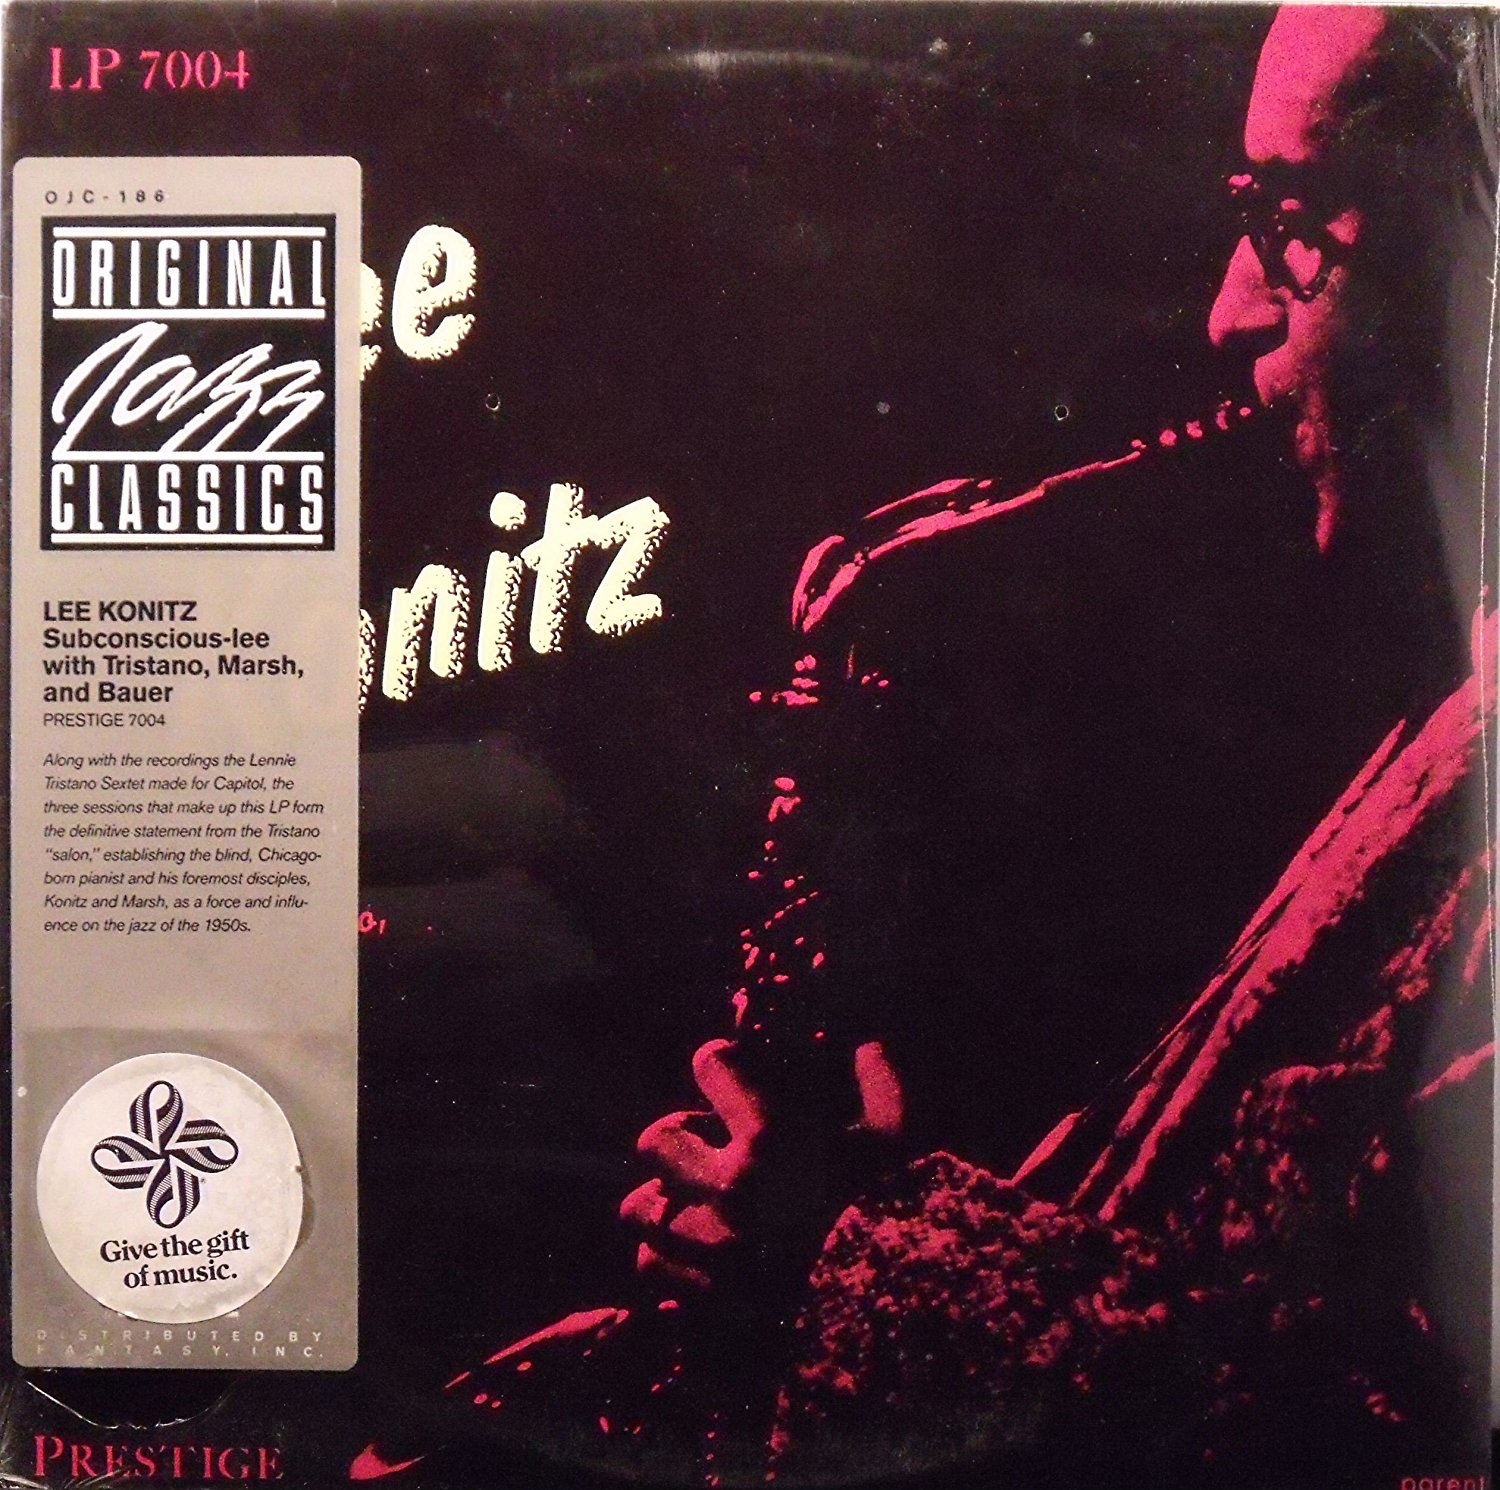 LP 7004
OJC-186
ORIGINAL
Jazz
CLASSICS
LEE KONITZ
Subconscious-lee
with Tristano, Marsh,
and Bauer
PRESTIGE 7004
Along with the recordings the Lennie
Tristano Sextet made for Capitol, the
three sessions that make up this LP form
the definitive statement from the Tristano
"salon," establishing the blind, Chicago-
born pianist and his foremost disciples,
Konitz and Marsh, as a force and influ-
ence on the jazz of the 1950s.
Give the gift
of music.
DISTRIBUTED BY
FANTASY, INC.
ee
onitz
PRESTIGE
parent